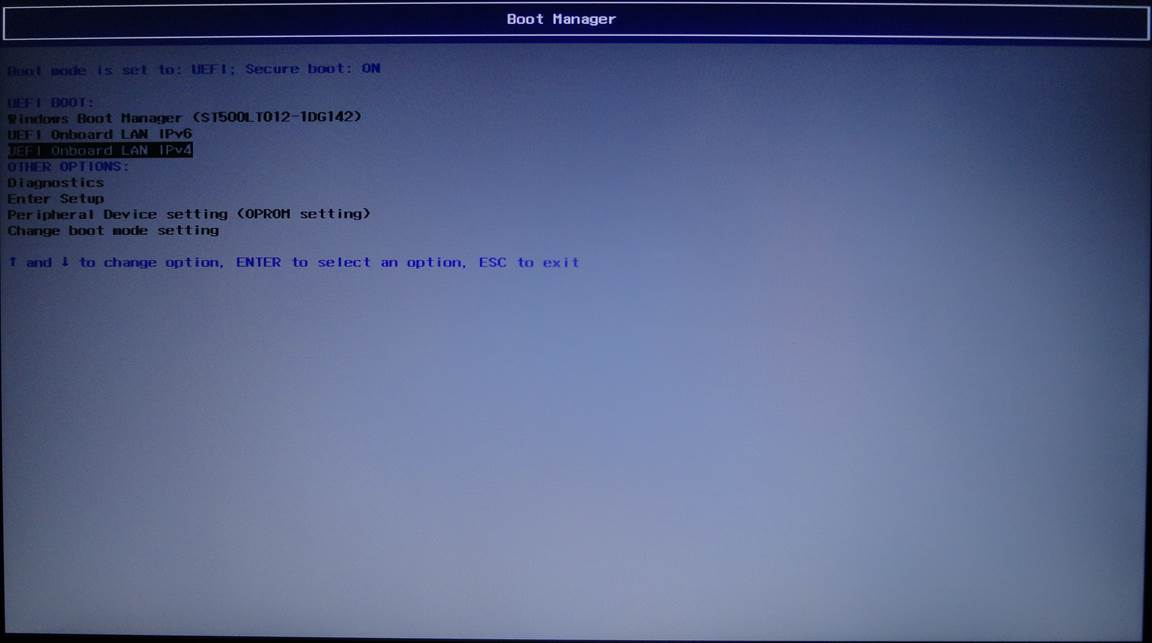 Boot Manager
Boot mode is set to: UEFI; Secure boot: ON
UEFI BOOT:
Windows Boot Manager (ST500LT012-1DG142)
UEFI Onboard LAN IPv6
UEFI Onboard LAN IPv4
OTHER OPTIONS:
Diagnostics
Enter Setup
Peripheral Device setting (OPROM setting)
Change boot mode setting
↑ and ↓ to change option, ENTER to select an option, ESC to exit